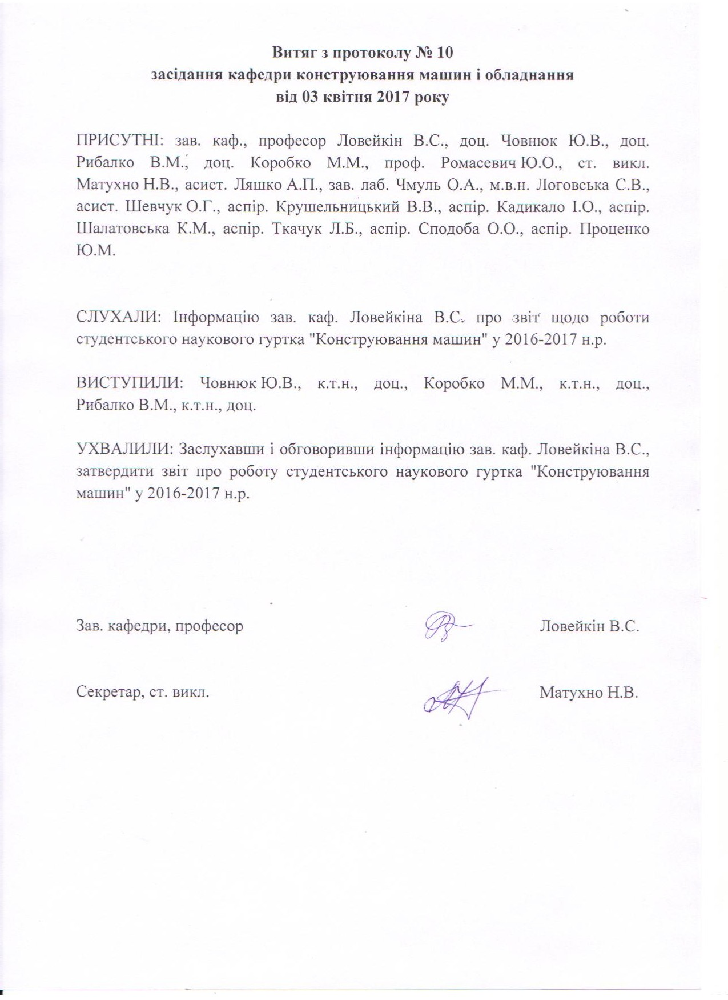 Витяг з протоколу № 10
засідання кафедри конструювання машин і обладнання
від 03 квітня 2017 року
ПРИСУТНІ: зав. каф., професор Ловейкін В.С., доц. Човнюк Ю.В., доц.
Рибалко В.М., доц. Коробко М.М., проф. Ромасевич Ю.О., ст. викл.
Матухно Н.В., асист. Ляшко А.П., зав. лаб. Чмуль О.А., м.в.н. Логовська С.В.,
асист. Шевчук О.Г., аспір. Крушельницький В.В., аспір. Кадикало І.О., аспір.
Шалатовська К.М., аспір. Ткачук Л.Б., аспір. Сподоба О.О., аспір. Проценко
Ю.М.
СЛУХАЛИ: Інформацію зав. каф. Ловейкіна В.С. про звіт щодо роботи
студентського наукового гуртка "Конструювання машин" у 2016-2017 н.р.
ВИСТУПИЛИ: Човнюк Ю.В., к.т.н., доц., Коробко М.М., к.т.н., доц.,
Рибалко В.М., к.т.н., доц.
УХВАЛИЛИ: Заслухавши і обговоривши інформацію зав. каф. Ловейкіна В.С.,
затвердити звіт про роботу студентського наукового гуртка "Конструювання
машин" у 2016-2017 н.р.
Зав. кафедри, професор Ловейкін В.С.
Секретар, ст. викл. Матухно Н.В.